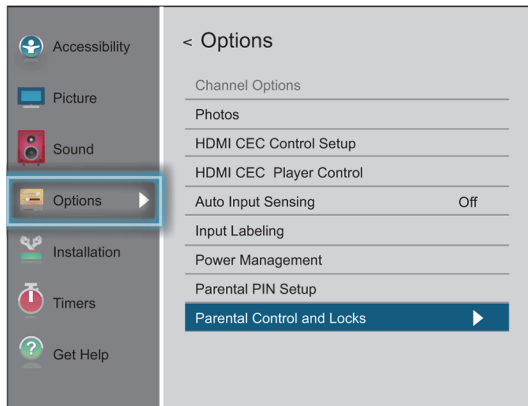 Accessibility
Picture
Sound
Options
Installation
Timers
Get Help
< Options
Channel Options
Photos
HDMI CEC Control Setup
HDMI CEC  Player Control
Auto Input Sensing Off
Input Labeling
Power Management
Parental PIN Setup
Parental Control and Locks